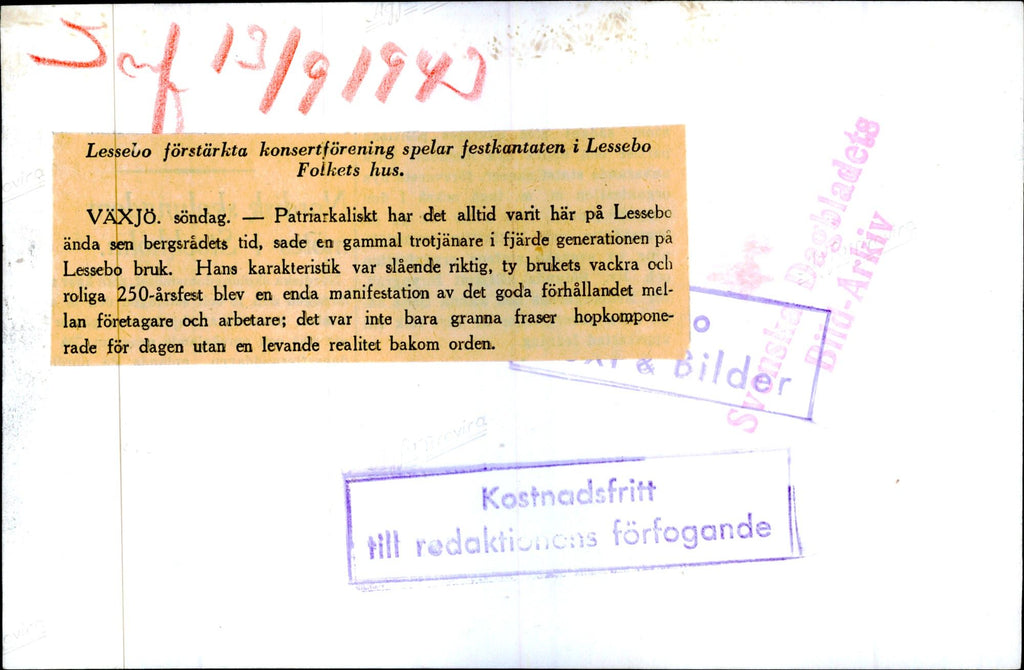 13/9 1943
Lessebo förstärkta konsertförening spelar festkantaten i Lessebo
Folkets hus.
VÄXJÖ. söndag. — Patriarkaliskt har det alltid varit här på Lessebo
ända sen bergsrådets tid, sade en gammal trotjänare i fjärde generationen på
Lessebo bruk. Hans karakteristik var slående riktig, ty brukets vackra och
roliga 250-årsfest blev en enda manifestation av det goda förhållandet mel-
lan företagare och arbetare; det var inte bara granna fraser hopkompone-
rade för dagen utan en levande realitet bakom orden.
Svenska Dagbladets
Bild-Arkiv
& Bilder
Kostnadsfritt
till redaktionens förfogande